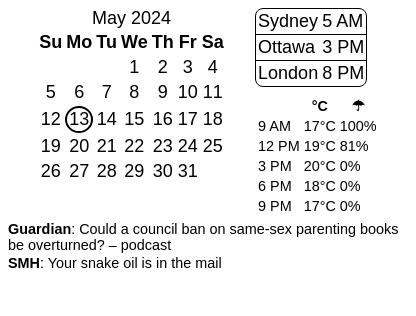 May 2024
Su Mo Tu We Th Fr Sa
1 2 3 4
5 6 7 8 9 10 11
12 13 14 15 16 17 18
19 20 21 22 23 24 25
26 27 28 29 30 31
Sydney 5 AM
Ottawa 3 PM
London 8 PM
°C ☂
9 AM 17°C 100%
12 PM 19°C 81%
3 PM 20°C 0%
6 PM 18°C 0%
9 PM 17°C 0%
Guardian: Could a council ban on same-sex parenting books
be overturned? – podcast
SMH: Your snake oil is in the mail